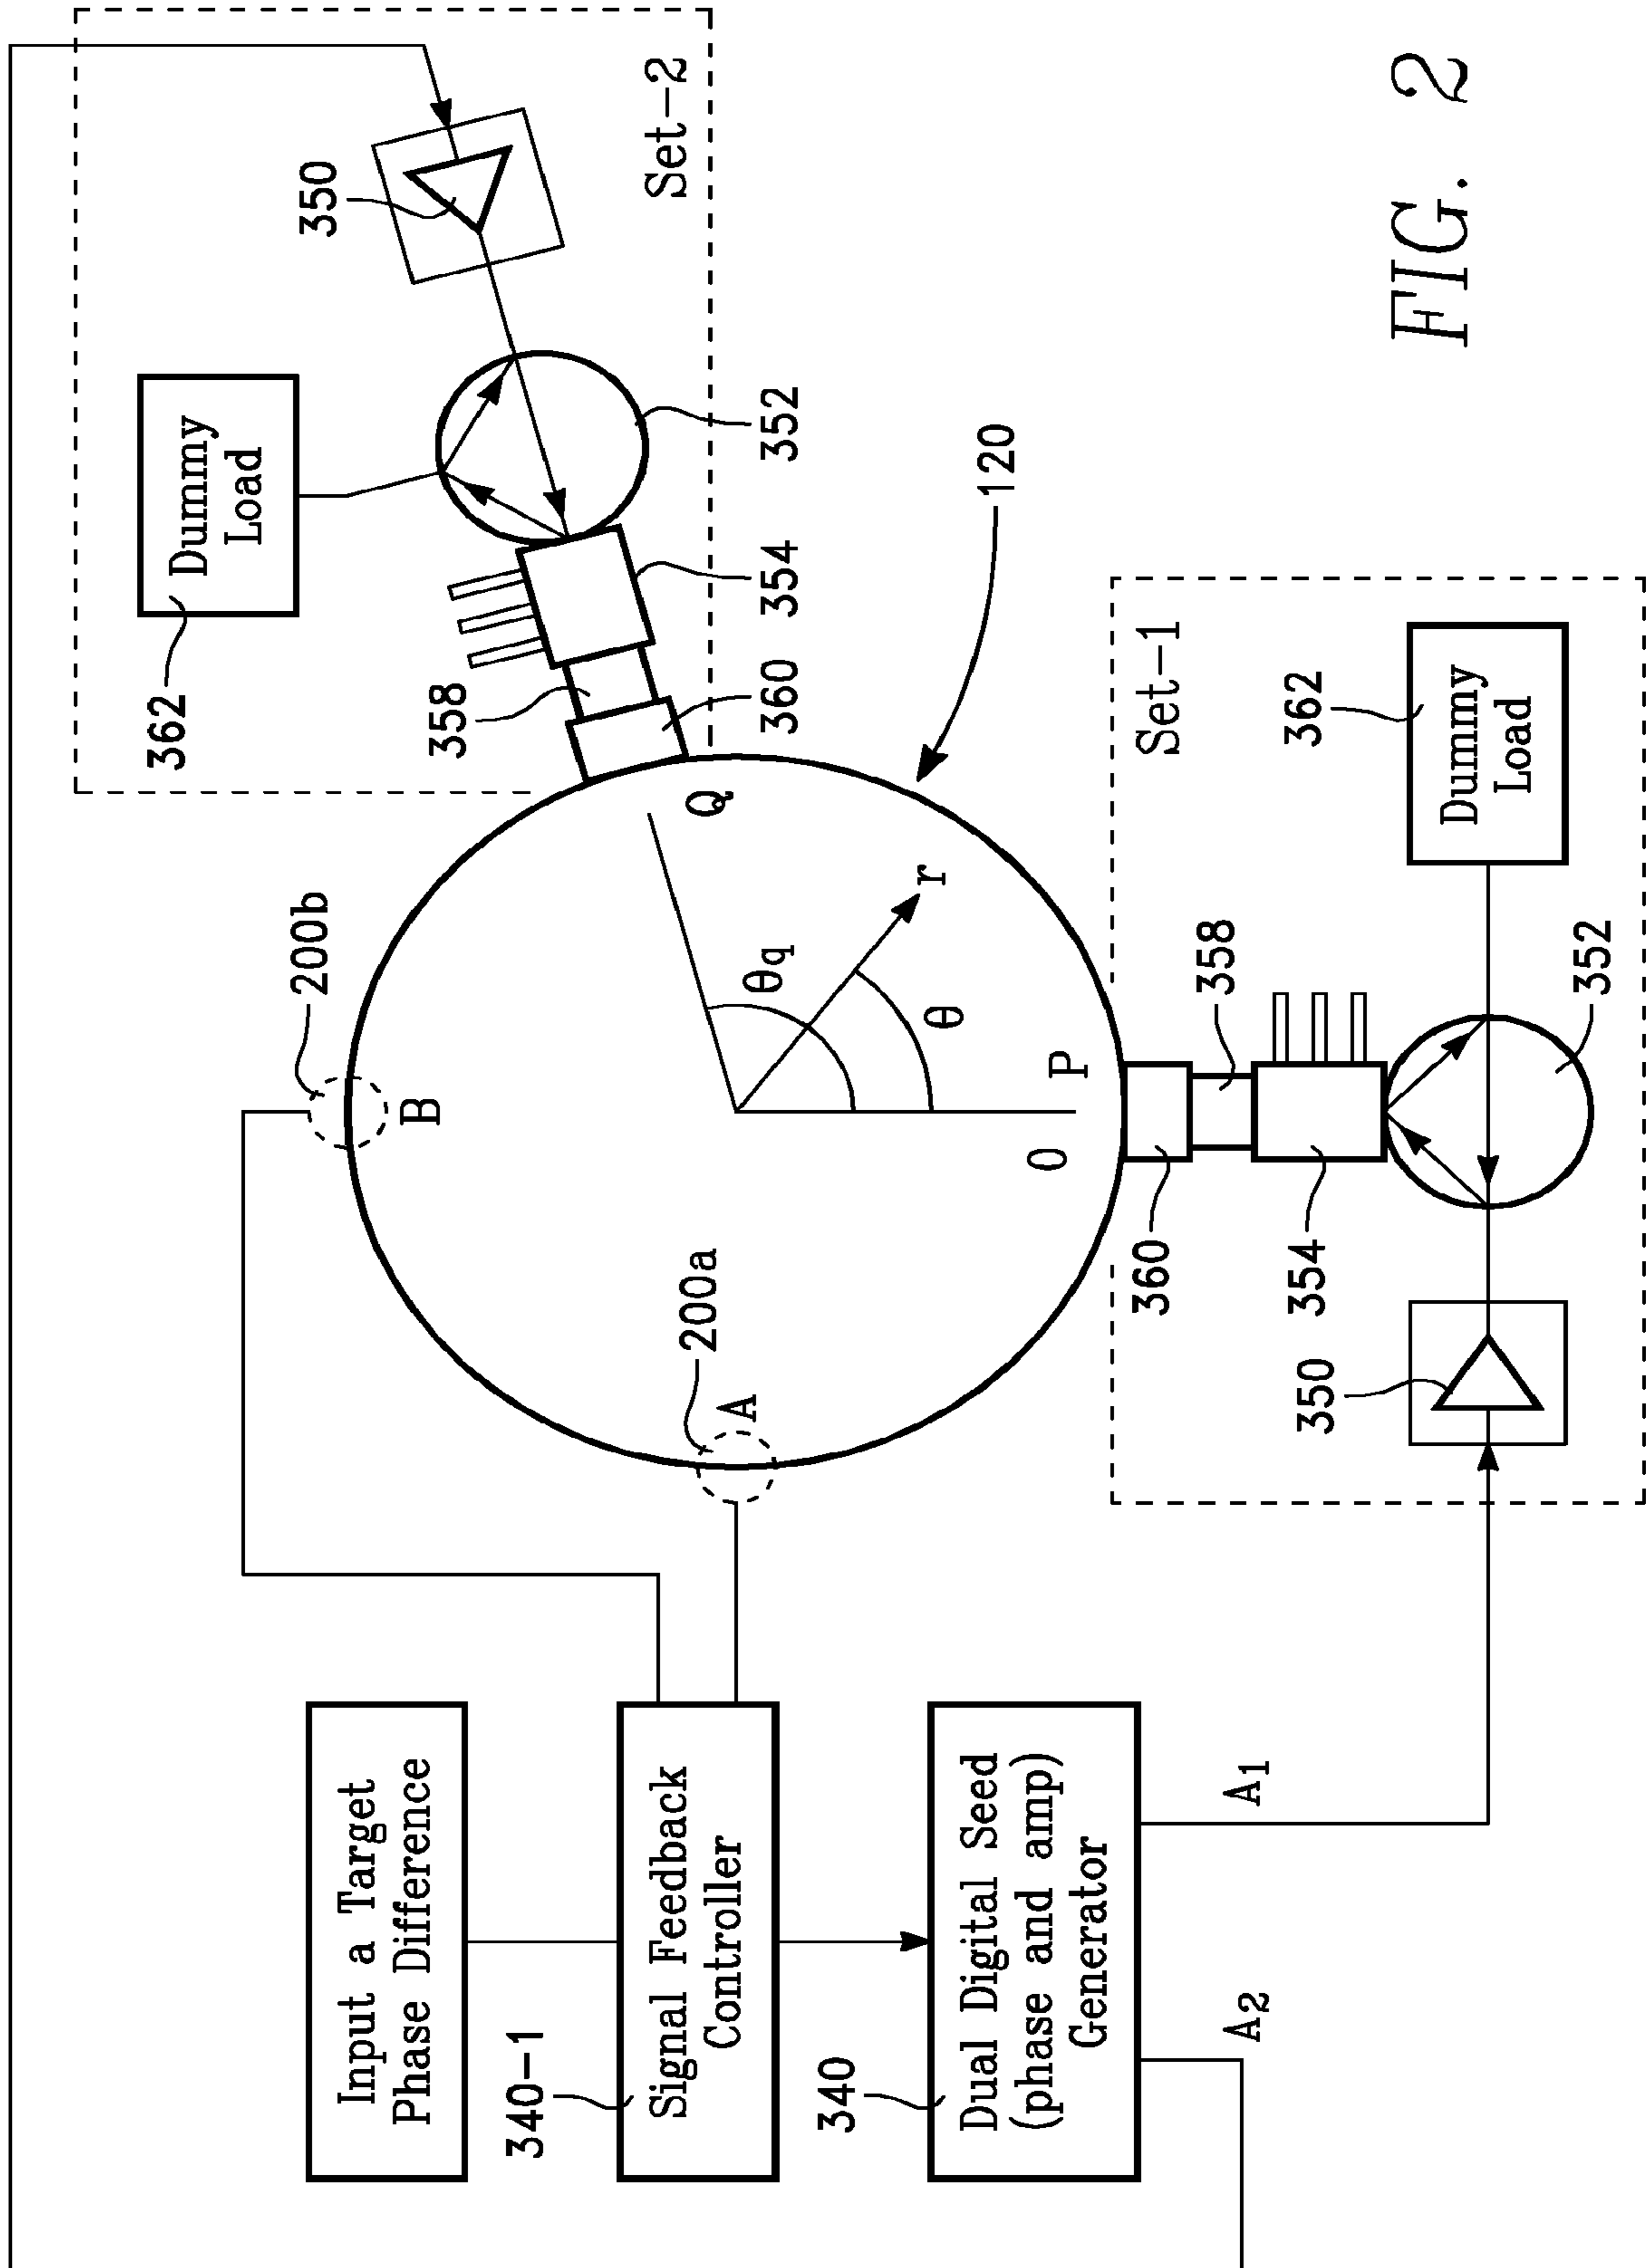 Input a Target
Phase Difference
340-1
Signal Feedback
Controller
340
Dual Digital Seed
(phase and amp)
Generator
A2
A1
200b
B
200a
A
θq
θ
r
Q
O
P
120
362
Dummy
Load
350
358
360
354
352
Set-2
360
358
354
350
352
362
Dummy
Load
Set-1
FIG. 2